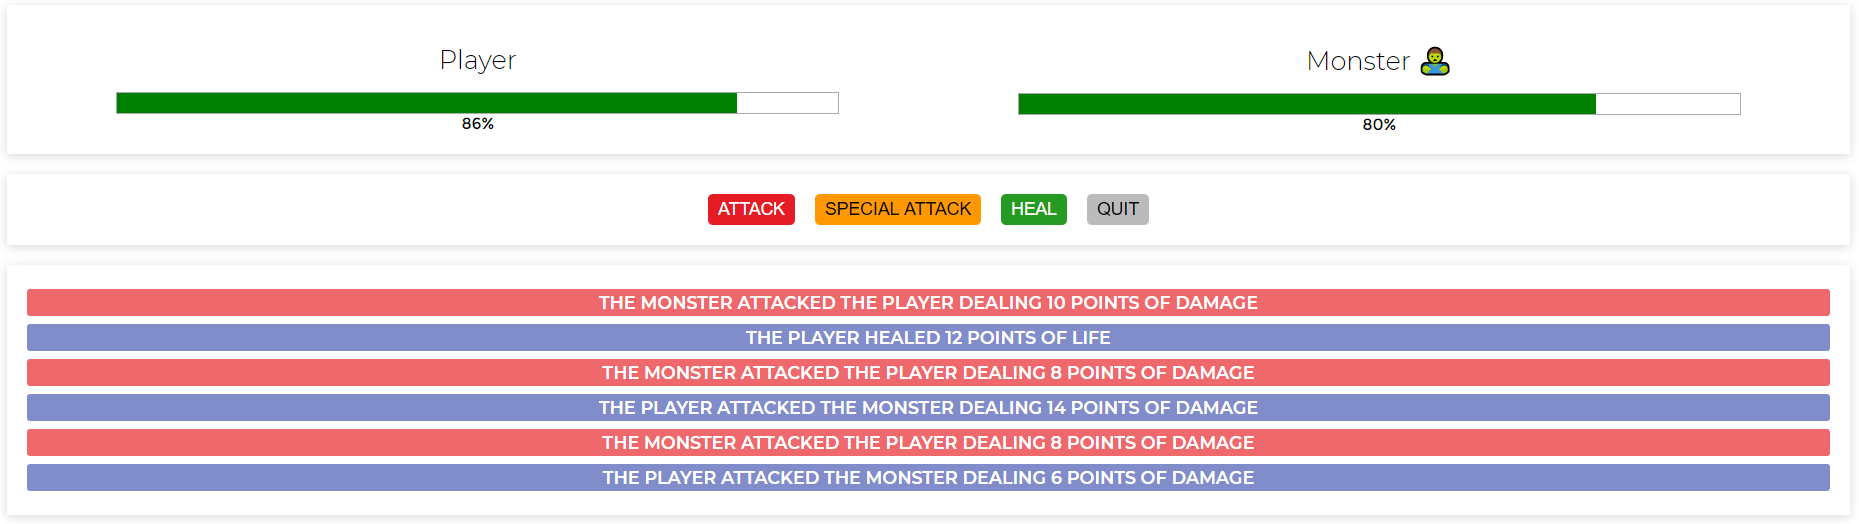 Player
Monster
86%
80%
ATTACK SPECIAL ATTACK HEAL QUIT
THE MONSTER ATTACKED THE PLAYER DEALING 10 POINTS OF DAMAGE
THE PLAYER HEALED 12 POINTS OF LIFE
THE MONSTER ATTACKED THE PLAYER DEALING 8 POINTS OF DAMAGE
THE PLAYER ATTACKED THE MONSTER DEALING 14 POINTS OF DAMAGE
THE MONSTER ATTACKED THE PLAYER DEALING 8 POINTS OF DAMAGE
THE PLAYER ATTACKED THE MONSTER DEALING 6 POINTS OF DAMAGE